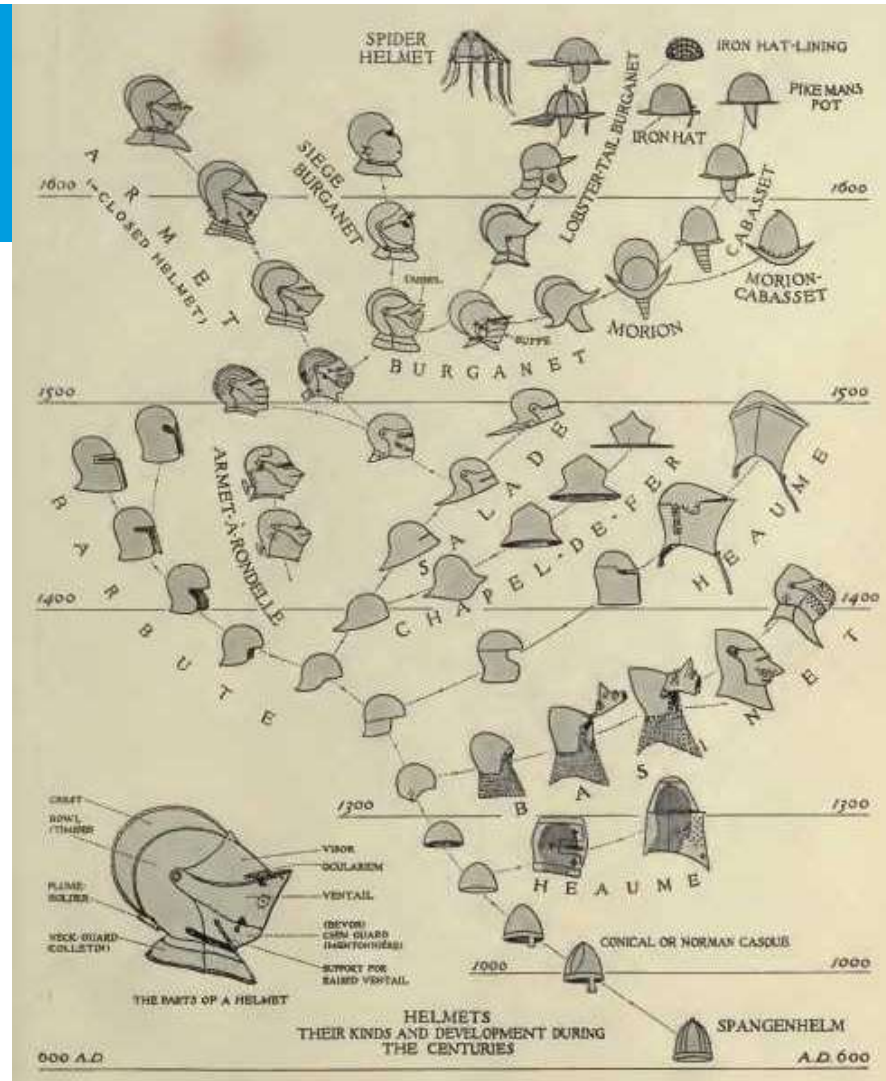 SPIDER
HELMET
IRON HAT-LINING
PIKEMANS
POT
IRON HAT
LOBSTER-TAIL BURGANET
SIEGE
BURGANET
ARMET
(=CLOSED HELMET)
1600
1600
CABASSET
MORION-
CABASSET
MORION
UMBREL
BUFFE
BURGANET
1500
1500
ARMET-À-RONDELLE
BARBUTE
SALADE
CHAPEL-DE-FER
HEAUME
1400
1400
BASINET
1300
1300
HEAUME
CREST
BOWL
(TIMBRE)
VISOR
OCULARIUM
PLUME-
HOLDER
VENTAIL
NECK-GUARD
(COLLETIN)
(BEVOR)
CHIN GUARD
(MENTONNIÈRE)
SUPPORT FOR
RAISED VENTAIL
THE PARTS OF A HELMET
CONICAL OR NORMAN CASQUE
1000
1000
SPANGENHELM
HELMETS
THEIR KINDS AND DEVELOPMENT DURING
THE CENTURIES
600 A.D.
A.D. 600